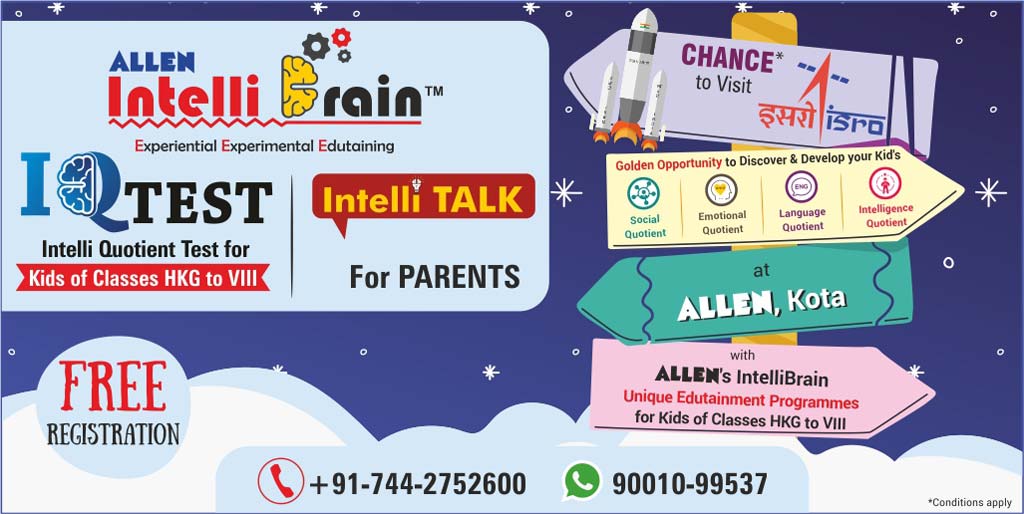 ALLEN
Intelli Brain™
Experiential Experimental Edutaining
IQ TEST
Intelli Quotient Test for
Kids of Classes HKG to VIII
Intelli TALK
For PARENTS
FREE
REGISTRATION
CHANCE*
to Visit
इसरो isro
Golden Opportunity to Discover & Develop your Kid's
Social
Quotient
Emotional
Quotient
ENG
Language
Quotient
Intelligence
Quotient
at
ALLEN, Kota
with
ALLEN's IntelliBrain
Unique Edutainment Programmes
for Kids of Classes HKG to VIII
+91-744-2752600
90010-99537
*Conditions apply